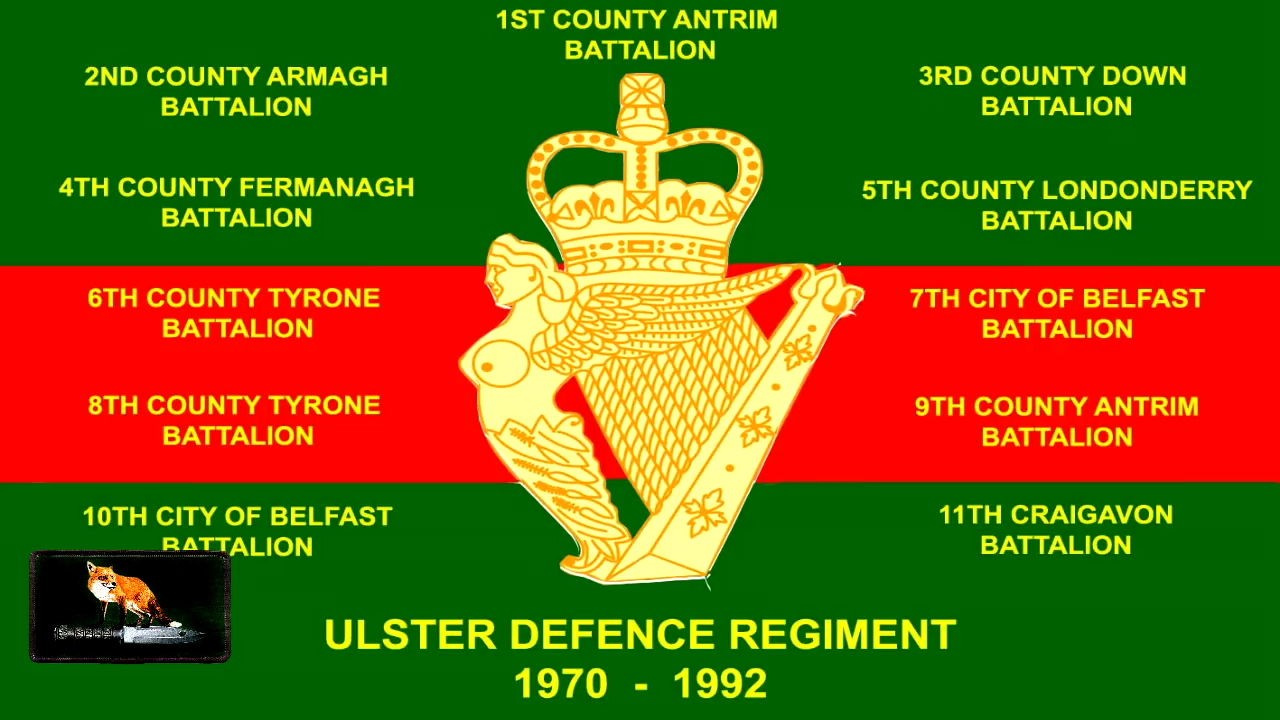 1ST COUNTY ANTRIM
BATTALION
2ND COUNTY ARMAGH
BATTALION
3RD COUNTY DOWN
BATTALION
4TH COUNTY FERMANAGH
BATTALION
5TH COUNTY LONDONDERRY
BATTALION
6TH COUNTY TYRONE
BATTALION
7TH CITY OF BELFAST
BATTALION
8TH COUNTY TYRONE
BATTALION
9TH COUNTY ANTRIM
BATTALION
10TH CITY OF BELFAST
BATTALION
11TH CRAIGAVON
BATTALION
ULSTER DEFENCE REGIMENT
1970 - 1992